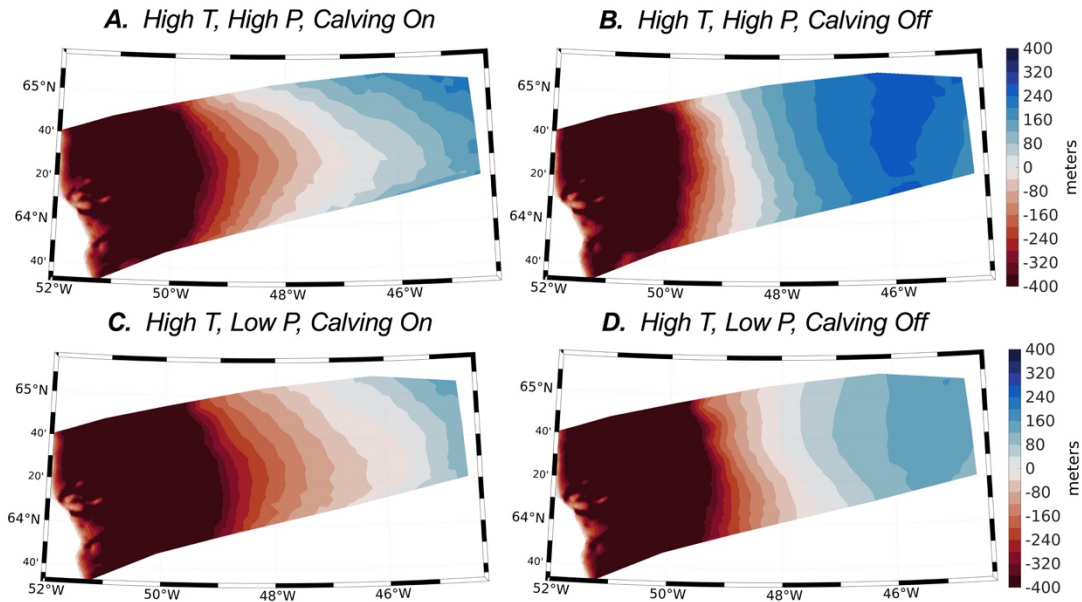 A. High T, High P, Calving On
B. High T, High P, Calving Off
65°N
40'
20'
64°N
40'
52°W
50°W
48°W
46°W
65°N
40'
20'
64°N
40'
52°W
50°W
48°W
46°W
400
320
240
160
80
0
-80
-160
-240
-320
-400
meters
C. High T, Low P, Calving On
D. High T, Low P, Calving Off
65°N
40'
20'
64°N
40'
52°W
50°W
48°W
46°W
65°N
40'
20'
64°N
40'
52°W
50°W
48°W
46°W
400
320
240
160
80
0
-80
-160
-240
-320
-400
meters